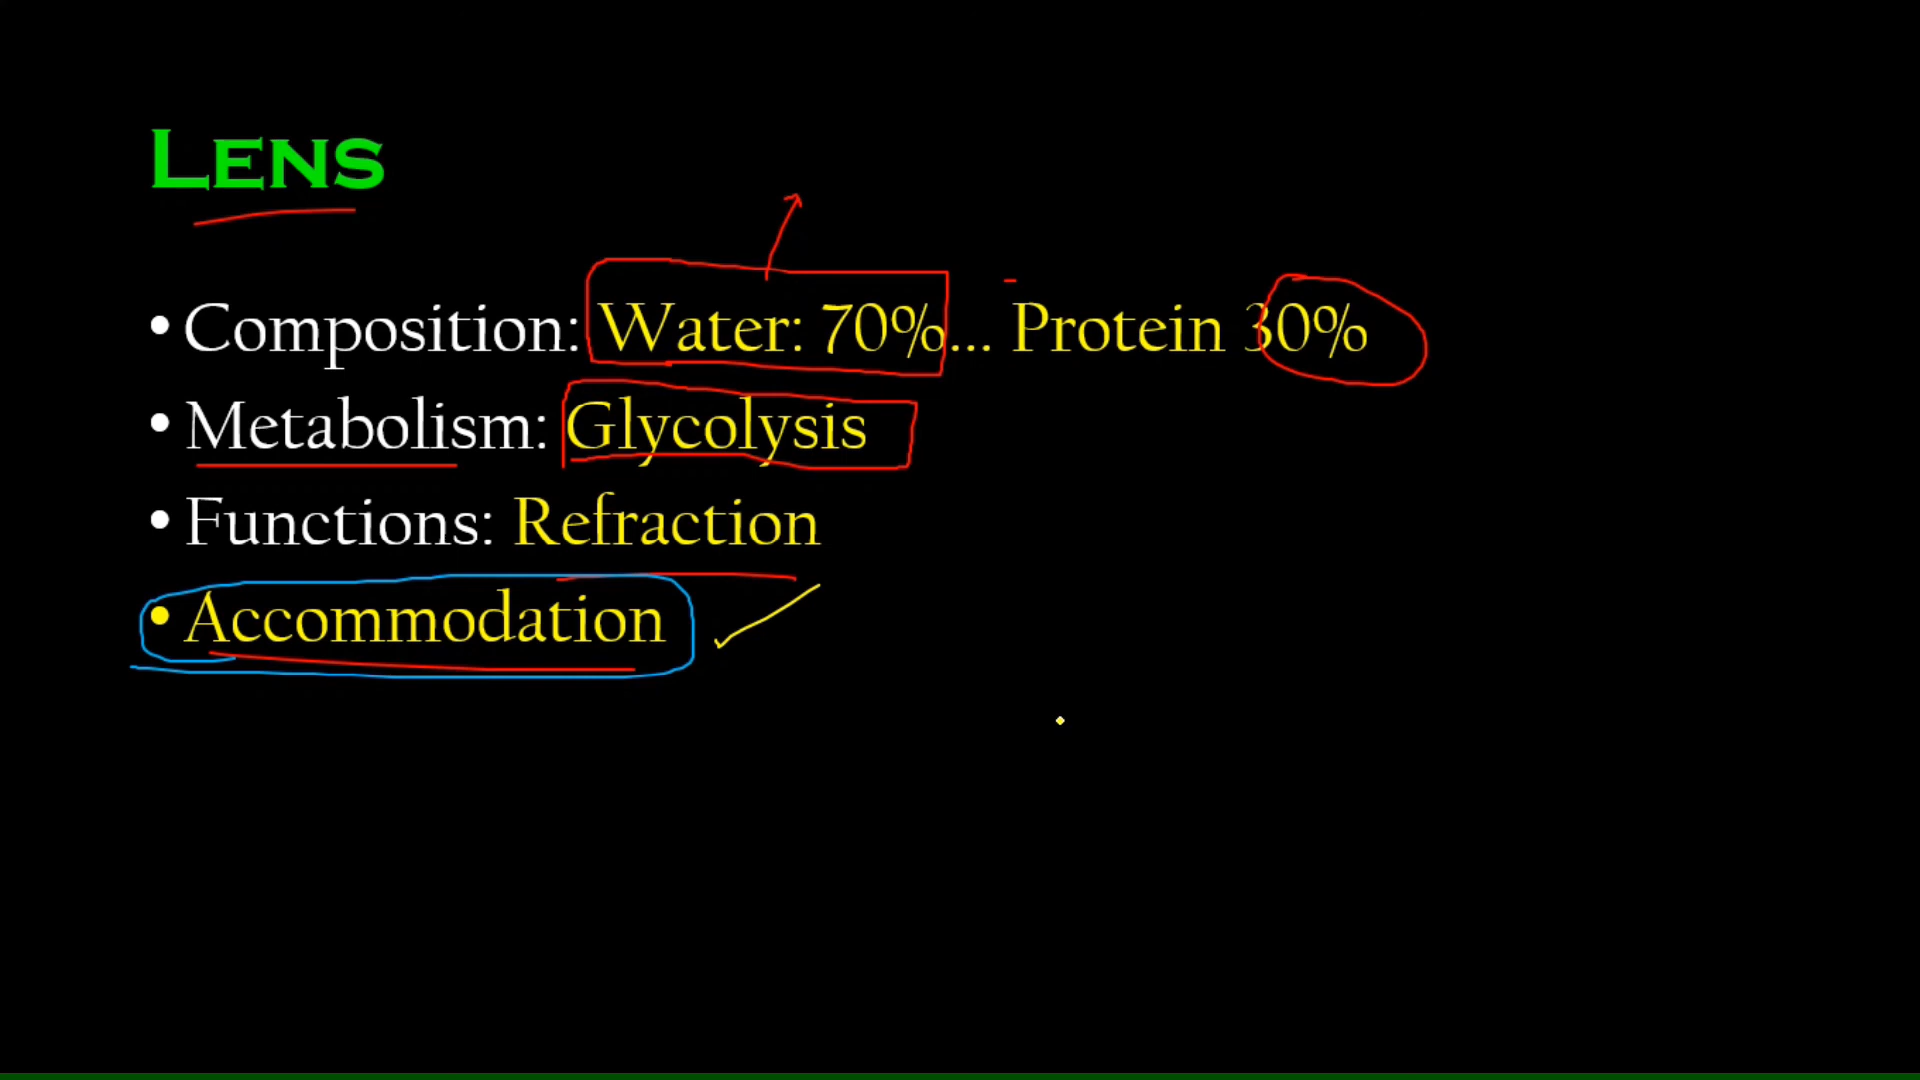 LENS
• Composition: Water: 70%... Protein 30%
• Metabolism: Glycolysis
• Functions: Refraction
• Accommodation